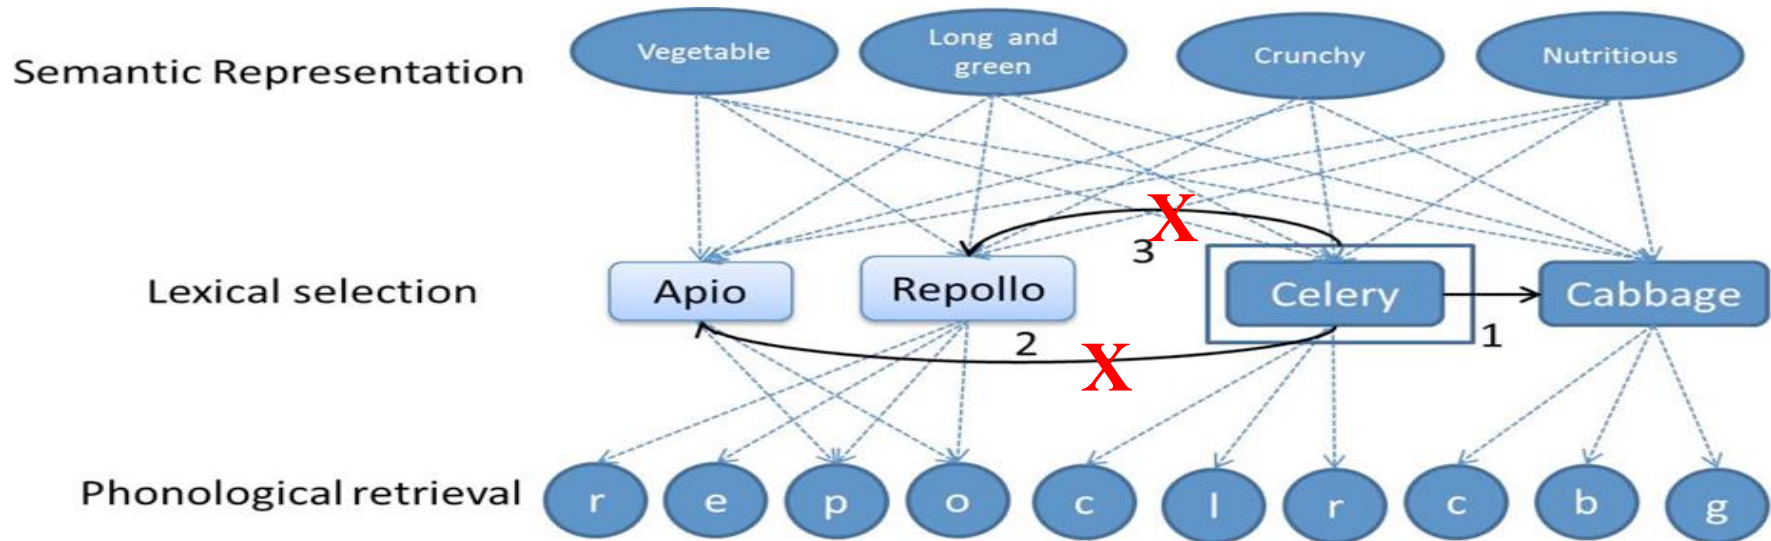 Semantic Representation
Vegetable
Long and
green
Crunchy
Nutritious
X
3
Lexical selection
Apio
Repollo
Celery
Cabbage
2
1
X
Phonological retrieval
r
e
p
o
c
l
r
c
b
g